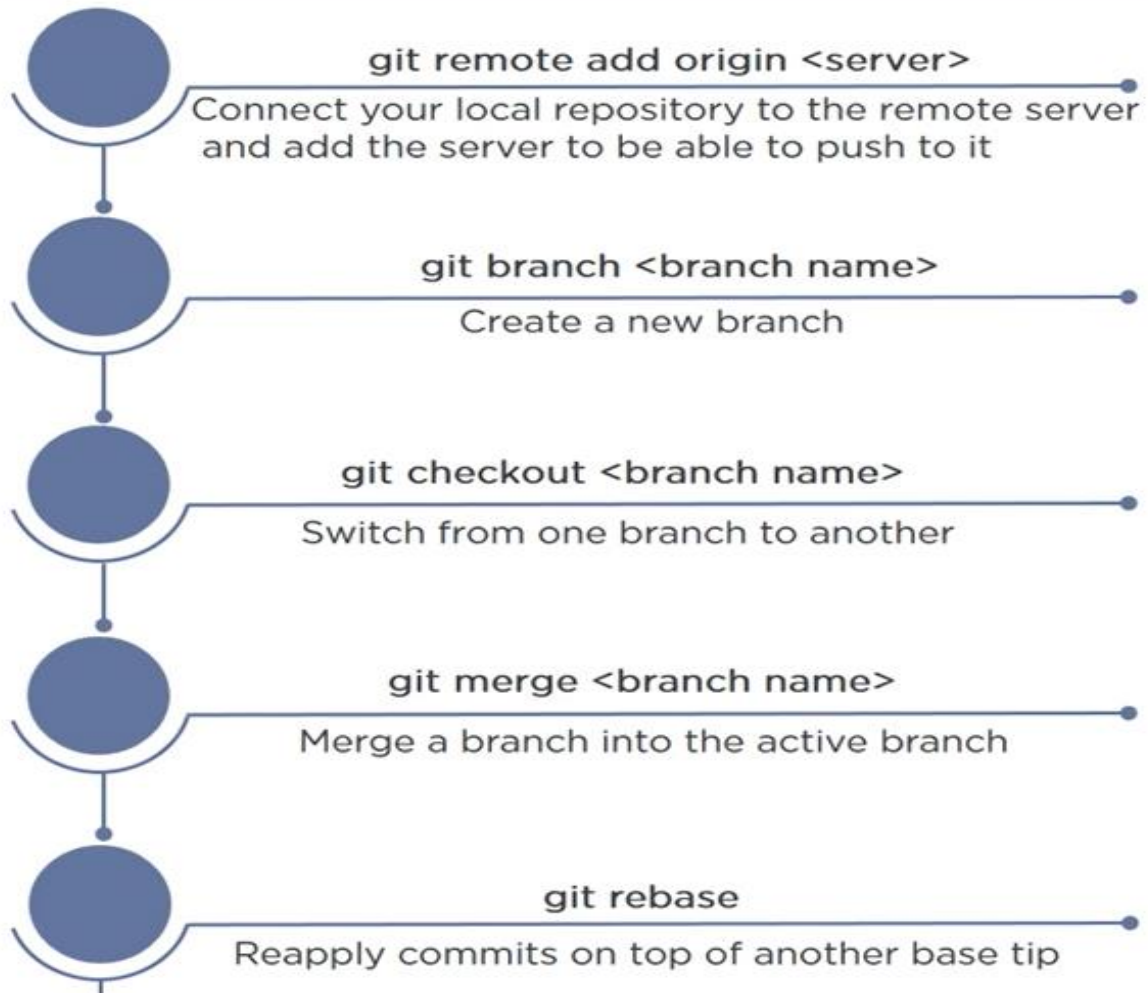 git remote add origin <server>
Connect your local repository to the remote server
and add the server to be able to push to it
git branch <branch name>
Create a new branch
git checkout <branch name>
Switch from one branch to another
git merge <branch name>
Merge a branch into the active branch
git rebase
Reapply commits on top of another base tip